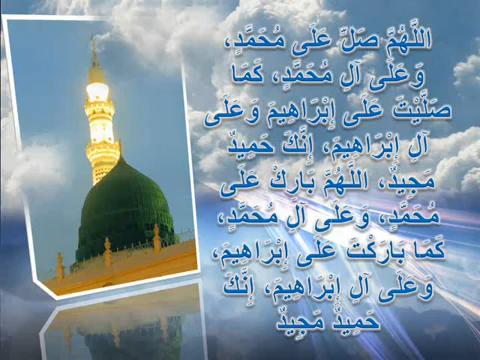 اللَّهُمَّ صَلِّ عَلَى مُحَمَّدٍ،
وَعَلَى آلِ مُحَمَّدٍ، كَمَا
صَلَّيْتَ عَلَى إِبْرَاهِيمَ وَعَلَى
آلِ إِبْرَاهِيمَ، إِنَّكَ حَمِيدٌ
مَجِيدٌ، اللَّهُمَّ بَارِكْ عَلَى
مُحَمَّدٍ، وَعَلَى آلِ مُحَمَّدٍ،
كَمَا بَارَكْتَ عَلَى إِبْرَاهِيمَ،
وَعَلَى آلِ إِبْرَاهِيمَ، إِنَّكَ
حَمِيدٌ مَجِيدٌ